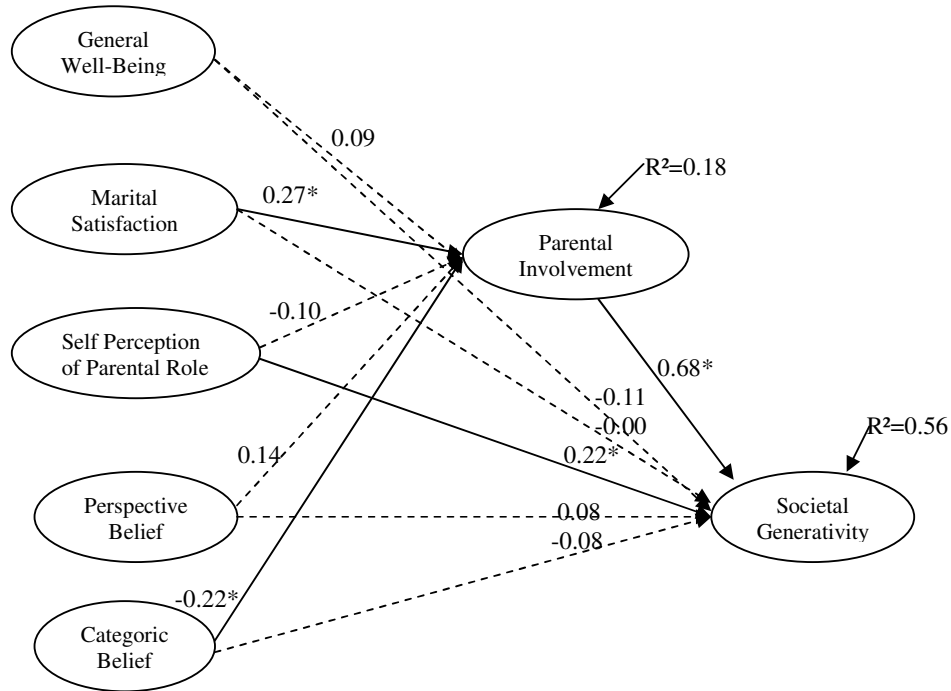 General
Well-Being
0.09
R²=0.18
Marital
Satisfaction
0.27*
Parental
Involvement
-0.10
Self Perception
of Parental Role
0.68*
-0.11
-0.00
R²=0.56
0.22*
0.14
Perspective
Belief
0.08
Societal
Generativity
-0.08
-0.22*
Categoric
Belief